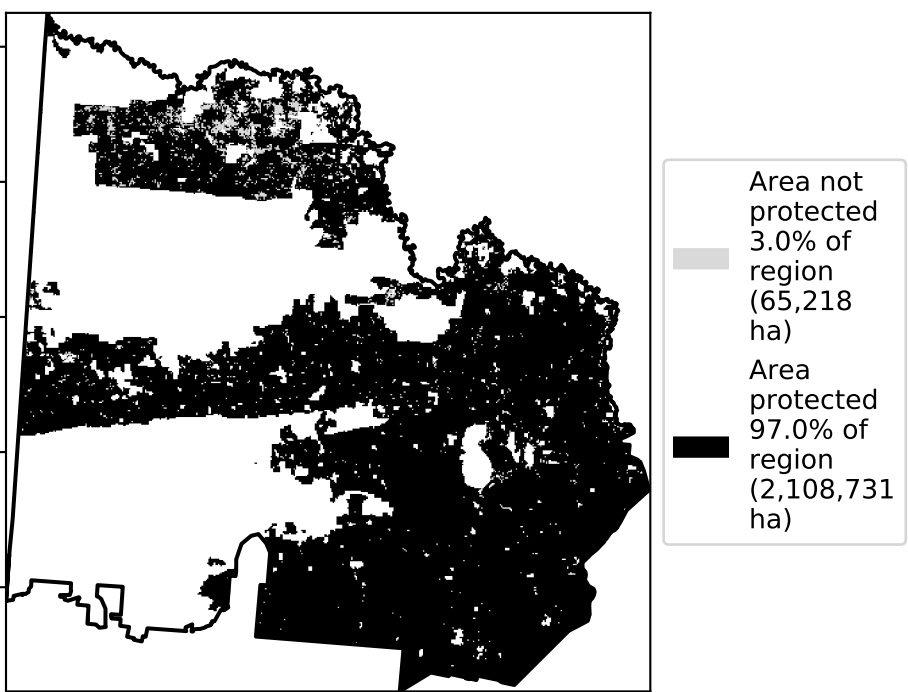 Area not
protected
3.0% of
region
(65,218
ha)
Area
protected
97.0% of
region
(2,108,731
ha)